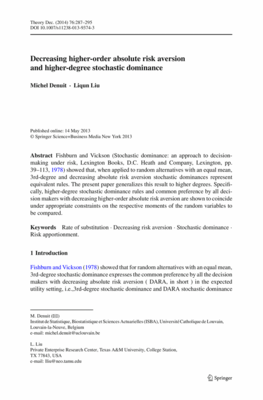 Theory Dec. (2014) 76:287–295
DOI 10.1007/s11238-013-9374-3
Decreasing higher-order absolute risk aversion
and higher-degree stochastic dominance
Michel Denuit · Liqun Liu
Published online: 14 May 2013
© Springer Science+Business Media New York 2013
Abstract Fishburn and Vickson (Stochastic dominance: an approach to decision-
making under risk, Lexington Books, D.C. Heath and Company, Lexington, pp.
39–113, 1978) showed that, when applied to random alternatives with an equal mean,
3rd-degree and decreasing absolute risk aversion stochastic dominances represent
equivalent rules. The present paper generalizes this result to higher degrees. Specifi-
cally, higher-degree stochastic dominance rules and common preference by all deci-
sion makers with decreasing higher-order absolute risk aversion are shown to coincide
under appropriate constraints on the respective moments of the random variables to
be compared.
Keywords Rate of substitution · Decreasing risk aversion · Stochastic dominance ·
Risk apportionment.
1 Introduction
Fishburn and Vickson (1978) showed that for random alternatives with an equal mean,
3rd-degree stochastic dominance expresses the common preference by all the decision
makers with decreasing absolute risk aversion ( DARA, in short ) in the expected
utility setting, i.e.,3rd-degree stochastic dominance and DARA stochastic dominance
M. Denuit (✉)
Institut de Statistique, Biostatistique et Sciences Actuarielles (ISBA), Université Catholique de Louvain,
Louvain-la-Neuve, Belgium
e-mail: michel.denuit@uclouvain.be
L. Liu
Private Enterprise Research Center, Texas A&M University, College Station,
TX 77843, USA
e-mail: lliu@neo.tamu.edu
Springer